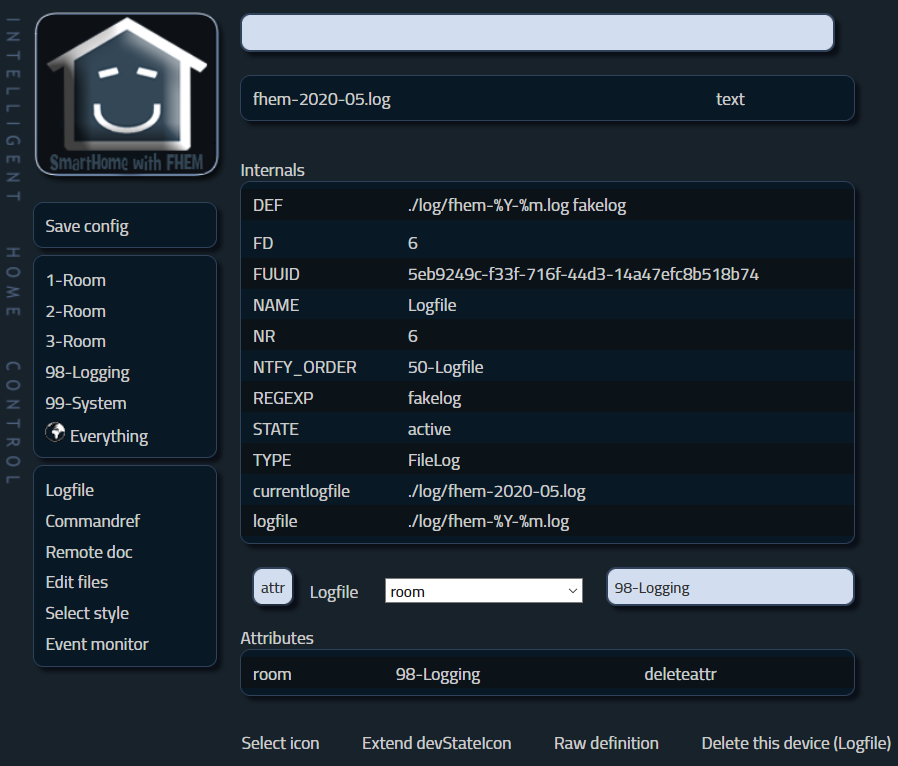 INTELLIGENT HOME CONTROL
SmartHome with FHEM
Save config
1-Room
2-Room
3-Room
98-Logging
99-System
Everything
Logfile
Commandref
Remote doc
Edit files
Select style
Event monitor
fhem-2020-05.log text
Internals
DEF ./log/fhem-%Y-%m.log fakelog
FD 6
FUUID 5eb9249c-f33f-716f-44d3-14a47efc8b518b74
NAME Logfile
NR 6
NTFY_ORDER 50-Logfile
REGEXP fakelog
STATE active
TYPE FileLog
currentlogfile ./log/fhem-2020-05.log
logfile ./log/fhem-%Y-%m.log
attr Logfile room 98-Logging
Attributes
room 98-Logging deleteattr
Select icon Extend devStateIcon Raw definition Delete this device (Logfile)